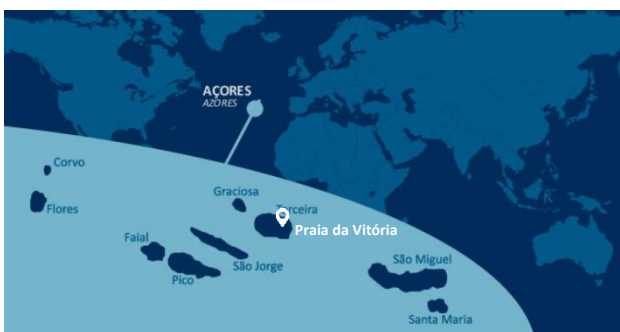 AÇORES
AZORES
Corvo
Flores
Graciosa
Terceira
Praia da Vitória
Faial
São Jorge
Pico
São Miguel
Santa Maria